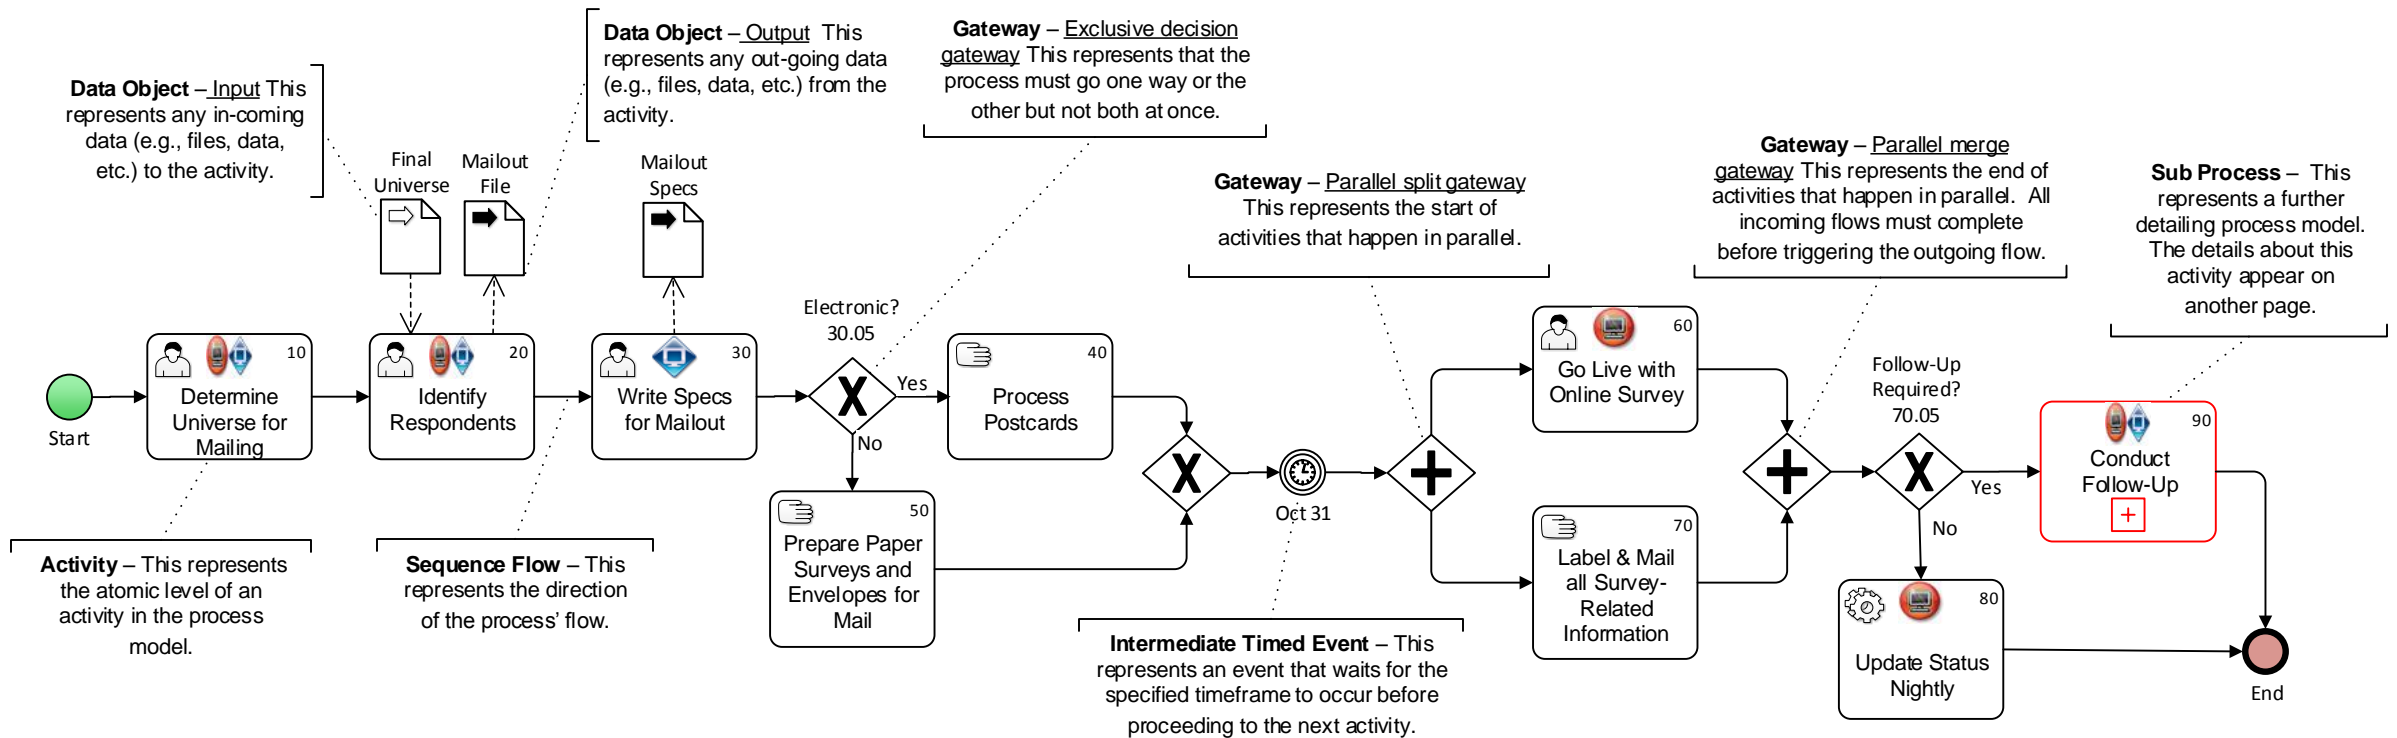 Data Object – Input This
represents any in-coming
data (e.g., files, data,
etc.) to the activity.
Data Object – Output This
represents any out-going data
(e.g., files, data, etc.) from the
activity.
Gateway – Exclusive decision
gateway This represents that the
process must go one way or the
other but not both at once.
Gateway – Parallel split gateway
This represents the start of
activities that happen in parallel.
Gateway – Parallel merge
gateway This represents the end of
activities that happen in parallel. All
incoming flows must complete
before triggering the outgoing flow.
Sub Process – This
represents a further
detailing process model.
The details about this
activity appear on
another page.
Final
Universe
Mailout
File
Mailout
Specs
Start
10
Determine
Universe for
Mailing
20
Identify
Respondents
30
Write Specs
for Mailout
Electronic?
30.05
Yes
No
40
Process
Postcards
50
Prepare Paper
Surveys and
Envelopes for
Mail
Oct 31
60
Go Live with
Online Survey
70
Label & Mail
all Survey-
Related
Information
Follow-Up
Required?
70.05
Yes
No
80
Update Status
Nightly
90
Conduct
Follow-Up
End
Activity – This represents
the atomic level of an
activity in the process
model.
Sequence Flow – This
represents the direction
of the process’ flow.
Intermediate Timed Event – This
represents an event that waits for the
specified timeframe to occur before
proceeding to the next activity.